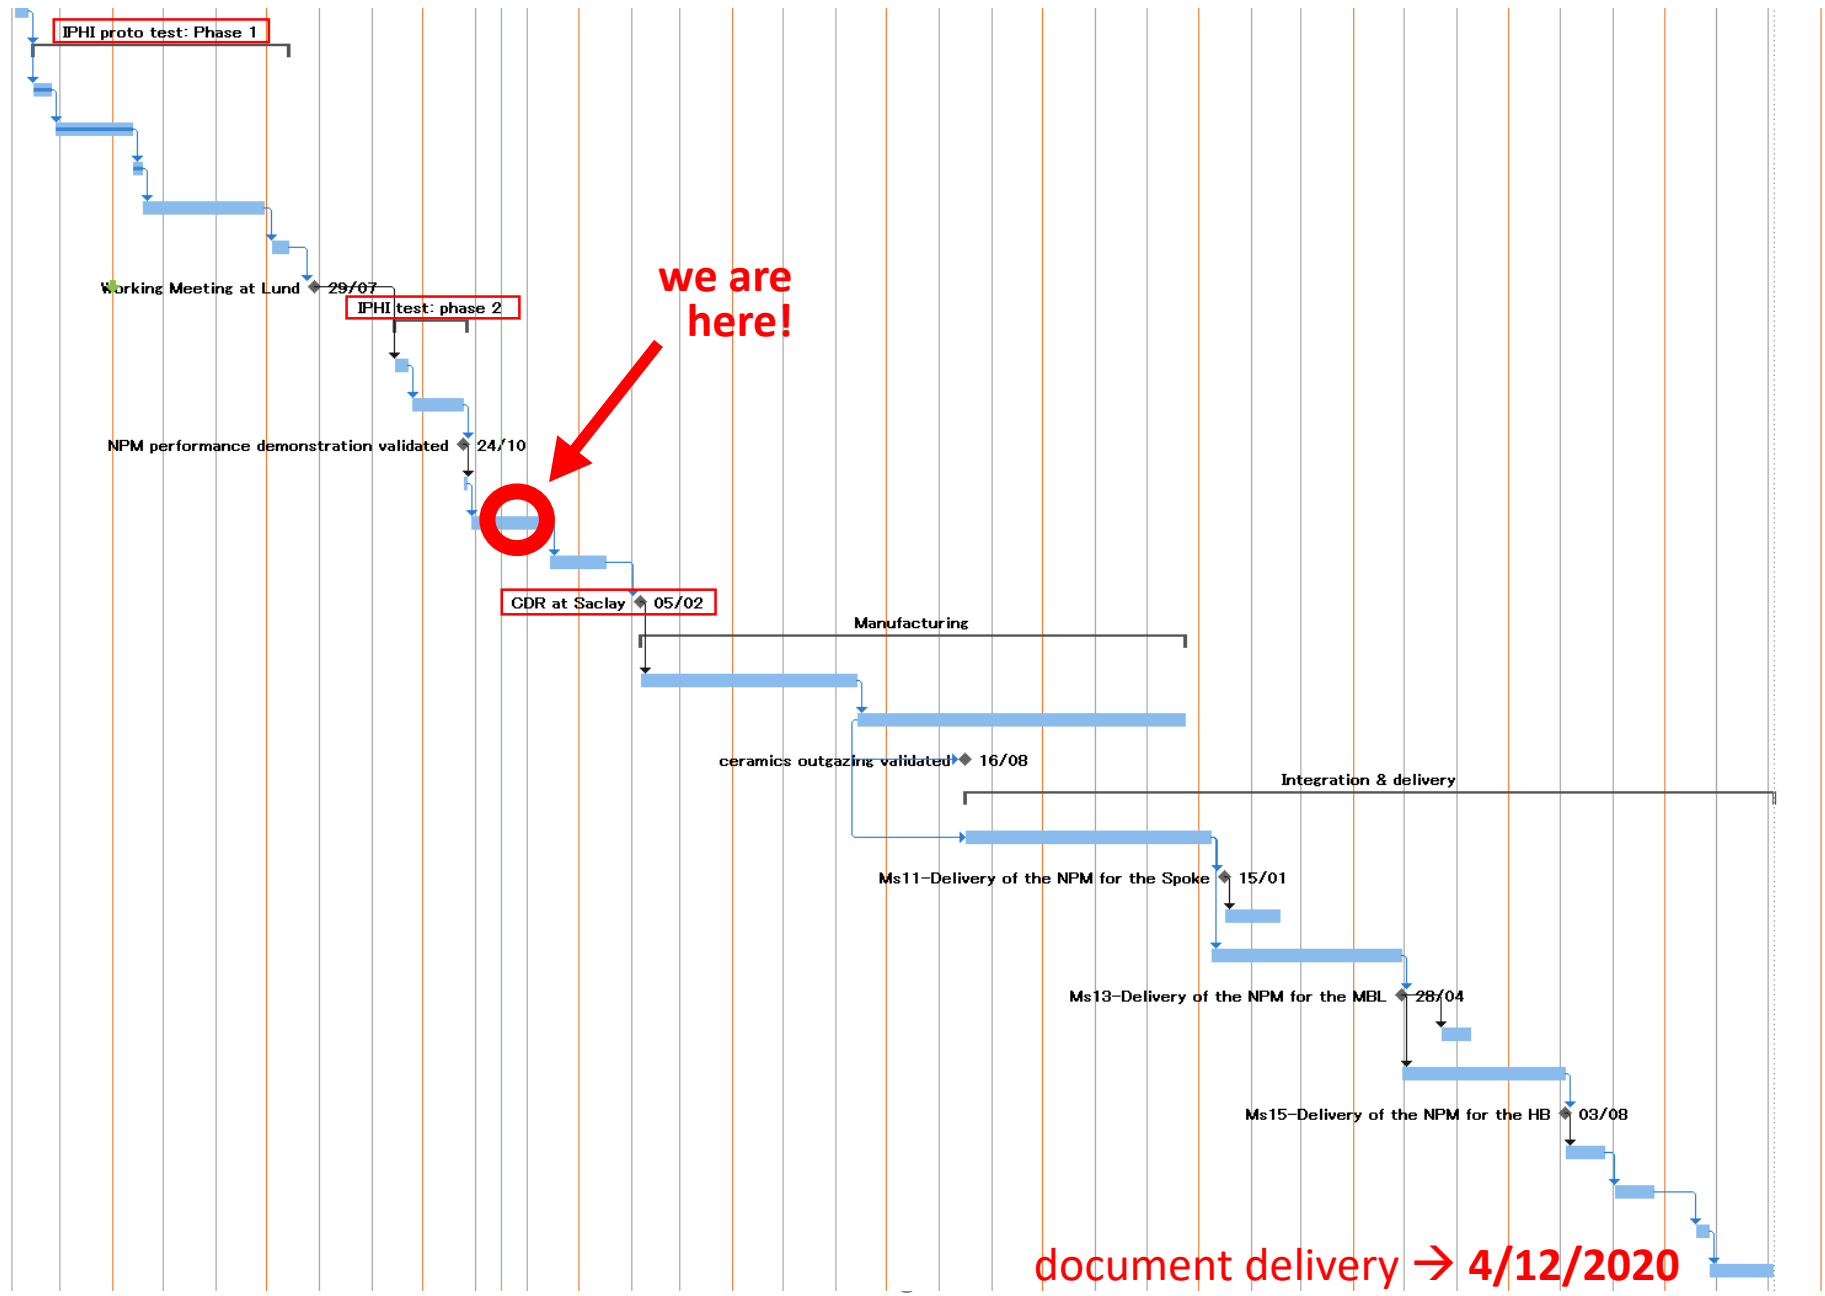 IPHI proto test: Phase 1
Working Meeting at Lund 29/07
we are
here!
IPHI test: phase 2
NPM performance demonstration validated 24/10
CDR at Saclay 05/02
Manufacturing
ceramics outgazing validated 16/08
Integration & delivery
Ms11-Delivery of the NPM for the Spoke 15/01
Ms13-Delivery of the NPM for the MBL 28/04
Ms15-Delivery of the NPM for the HB 03/08
document delivery → 4/12/2020